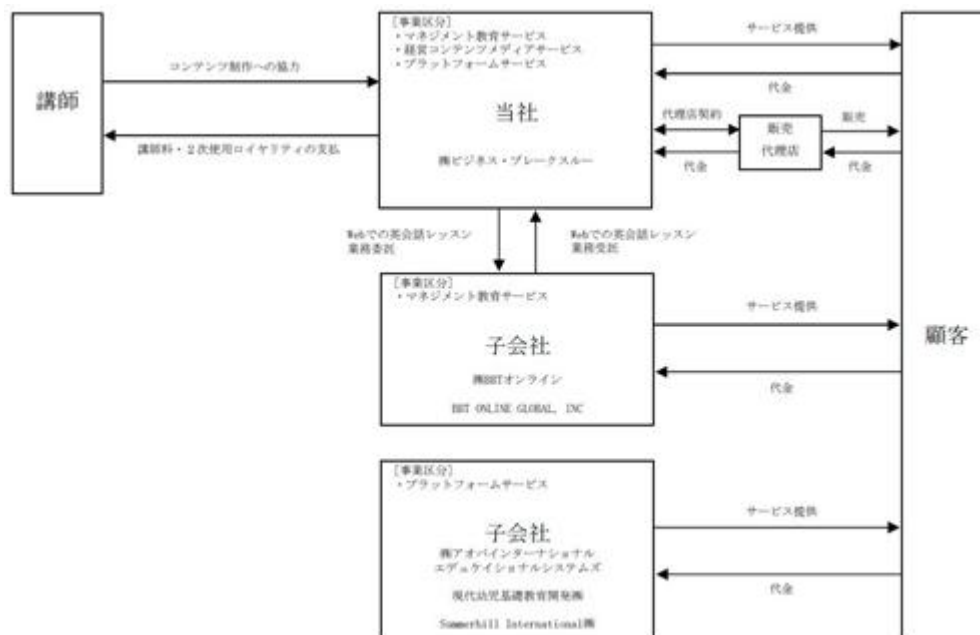 [事業区分]
・マネジメント教育サービス
・経営コンテンツメディアサービス
・プラットフォームサービス
当社
㈱ビジネス・ブレークスルー
講師
コンテンツ制作への協力
講師料・2次使用ロイヤリティの支払
サービス提供
代金
代理店契約
代金
販売
代理店
販売
代金
顧客
Webでの英会話レッスン
業務委託
Webでの英会話レッスン
業務受託
[事業区分]
・マネジメント教育サービス
子会社
㈱BBTオンライン
BBT ONLINE GLOBAL, INC
サービス提供
代金
[事業区分]
・プラットフォームサービス
子会社
㈱アオバインターナショナル
エデュケイショナルシステムズ
現代幼児基礎教育開発㈱
Summerhill International㈱
サービス提供
代金